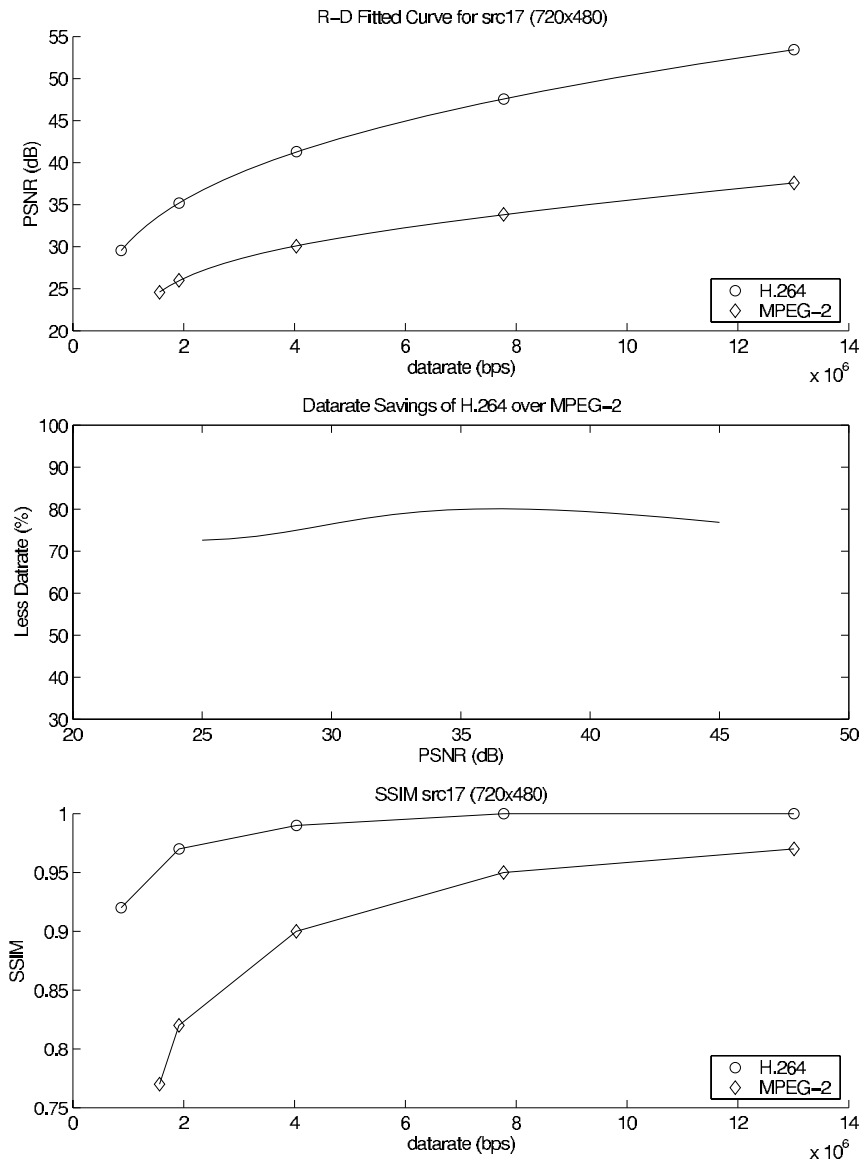 R-D Fitted Curve for src17 (720x480)
55
50
45
40
35
30
25
20
PSNR (dB)
0 2 4 6 8 10 12 14
datarate (bps)
x 10^6
H.264
MPEG-2
Datarate Savings of H.264 over MPEG-2
100
90
80
70
60
50
40
30
Less Datrate (%)
20 25 30 35 40 45 50
PSNR (dB)
SSIM src17 (720x480)
1
0.95
0.9
0.85
0.8
0.75
SSIM
0 2 4 6 8 10 12 14
datarate (bps)
x 10^6
H.264
MPEG-2